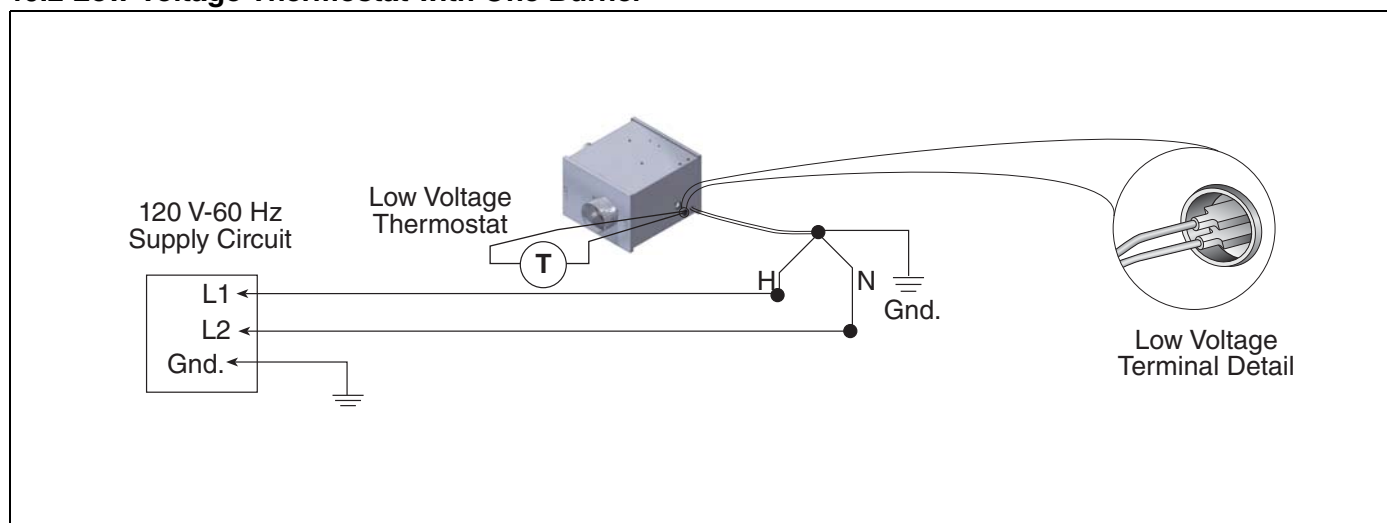 120 V-60 Hz
Supply Circuit
L1
L2
Gnd.
Low Voltage
Thermostat
T
H
N
Gnd.
Low Voltage
Terminal Detail